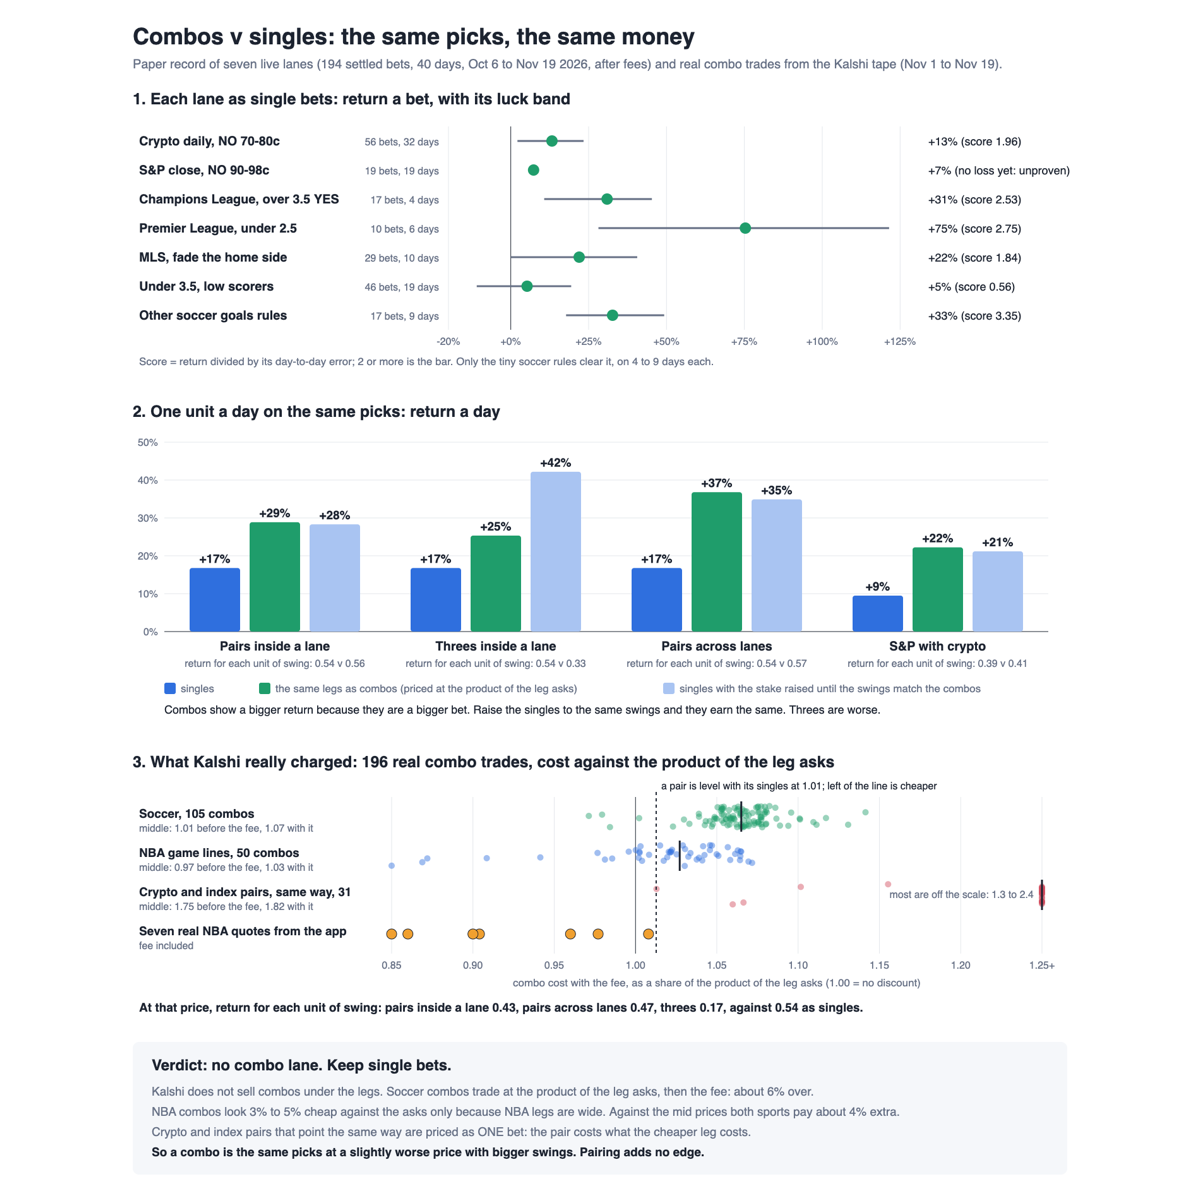 Combos v singles: the same picks, the same money
Paper record of seven live lanes (194 settled bets, 40 days, Oct 6 to Nov 19 2026, after fees) and real combo trades from the Kalshi tape (Nov 1 to Nov 19).
1. Each lane as single bets: return a bet, with its luck band
Crypto daily, NO 70-80c 56 bets, 32 days +13% (score 1.96)
S&P close, NO 90-98c 19 bets, 19 days +7% (no loss yet: unproven)
Champions League, over 3.5 YES 17 bets, 4 days +31% (score 2.53)
Premier League, under 2.5 10 bets, 6 days +75% (score 2.75)
MLS, fade the home side 29 bets, 10 days +22% (score 1.84)
Under 3.5, low scorers 46 bets, 19 days +5% (score 0.56)
Other soccer goals rules 17 bets, 9 days +33% (score 3.35)
-20% +0% +25% +50% +75% +100% +125%
Score = return divided by its day-to-day error; 2 or more is the bar. Only the tiny soccer rules clear it, on 4 to 9 days each.
2. One unit a day on the same picks: return a day
50%
40%
30%
20%
10%
0%
+17% +29% +28% +17% +25% +42% +17% +37% +35% +9% +22% +21%
Pairs inside a lane Threes inside a lane Pairs across lanes S&P with crypto
return for each unit of swing: 0.54 v 0.56 return for each unit of swing: 0.54 v 0.33 return for each unit of swing: 0.54 v 0.57 return for each unit of swing: 0.39 v 0.41
singles the same legs as combos (priced at the product of the leg asks) singles with the stake raised until the swings match the combos
Combos show a bigger return because they are a bigger bet. Raise the singles to the same swings and they earn the same. Threes are worse.
3. What Kalshi really charged: 196 real combo trades, cost against the product of the leg asks
a pair is level with its singles at 1.01; left of the line is cheaper
Soccer, 105 combos
middle: 1.01 before the fee, 1.07 with it
NBA game lines, 50 combos
middle: 0.97 before the fee, 1.03 with it
Crypto and index pairs, same way, 31
most are off the scale: 1.3 to 2.4
middle: 1.75 before the fee, 1.82 with it
Seven real NBA quotes from the app
fee included
0.85 0.90 0.95 1.00 1.05 1.10 1.15 1.20 1.25+
combo cost with the fee, as a share of the product of the leg asks (1.00 = no discount)
At that price, return for each unit of swing: pairs inside a lane 0.43, pairs across lanes 0.47, threes 0.17, against 0.54 as singles.
Verdict: no combo lane. Keep single bets.
Kalshi does not sell combos under the legs. Soccer combos trade at the product of the leg asks, then the fee: about 6% over.
NBA combos look 3% to 5% cheap against the asks only because NBA legs are wide. Against the mid prices both sports pay about 4% extra.
Crypto and index pairs that point the same way are priced as ONE bet: the pair costs what the cheaper leg costs.
So a combo is the same picks at a slightly worse price with bigger swings. Pairing adds no edge.